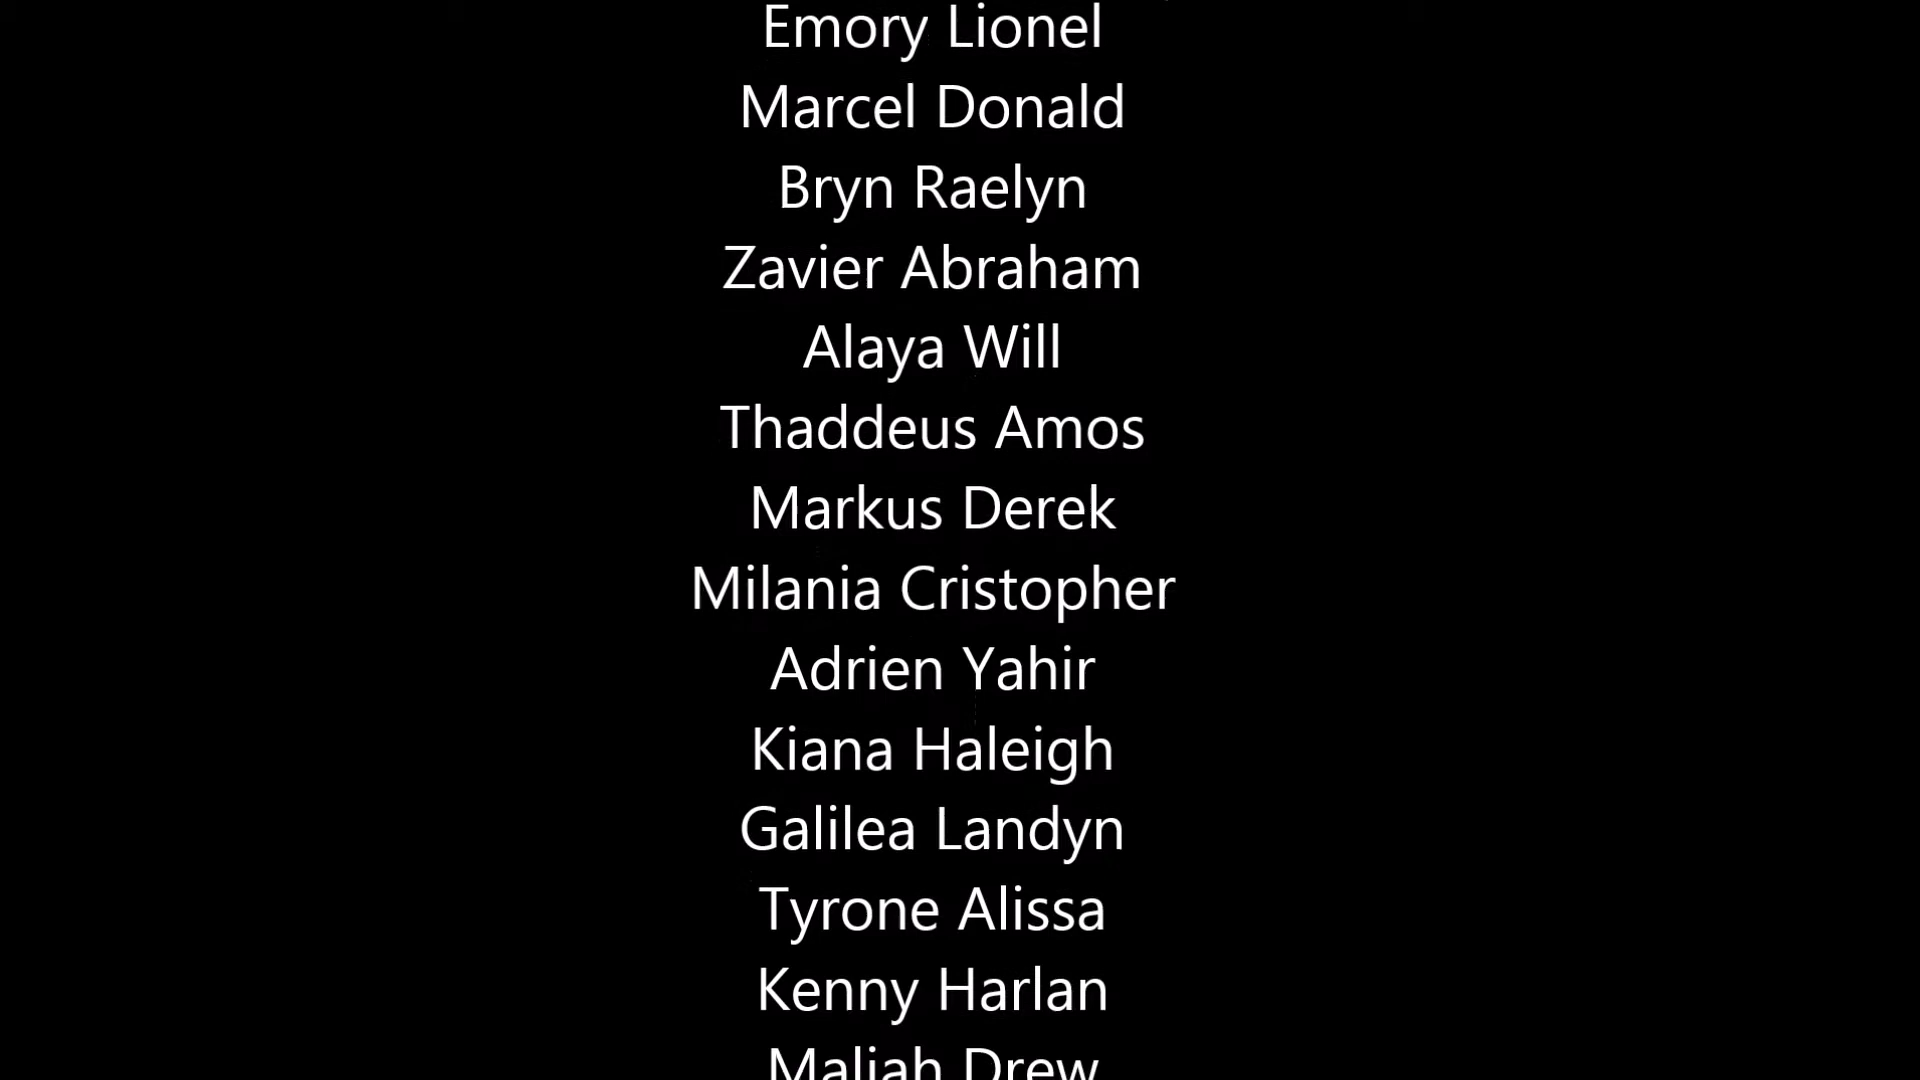 Emory Lionel
Marcel Donald
Bryn Raelyn
Zavier Abraham
Alaya Will
Thaddeus Amos
Markus Derek
Milania Cristopher
Adrien Yahir
Kiana Haleigh
Galilea Landyn
Tyrone Alissa
Kenny Harlan
Maliah Drew